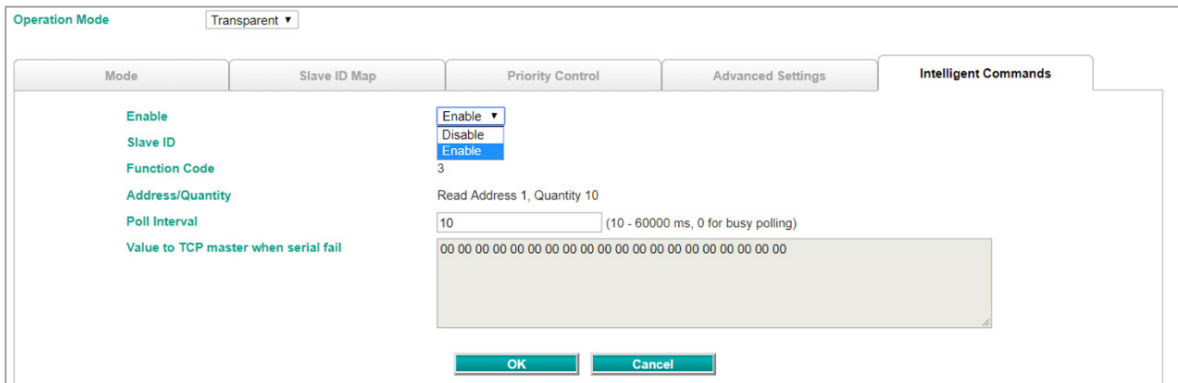 Operation Mode Transparent
Mode Slave ID Map Priority Control Advanced Settings Intelligent Commands
Enable Enable
Disable
Slave ID
Enable
Function Code 3
Address/Quantity Read Address 1, Quantity 10
Poll Interval 10 (10 - 60000 ms, 0 for busy polling)
Value to TCP master when serial fail 00 00 00 00 00 00 00 00 00 00 00 00 00 00 00 00 00 00 00 00
OK Cancel